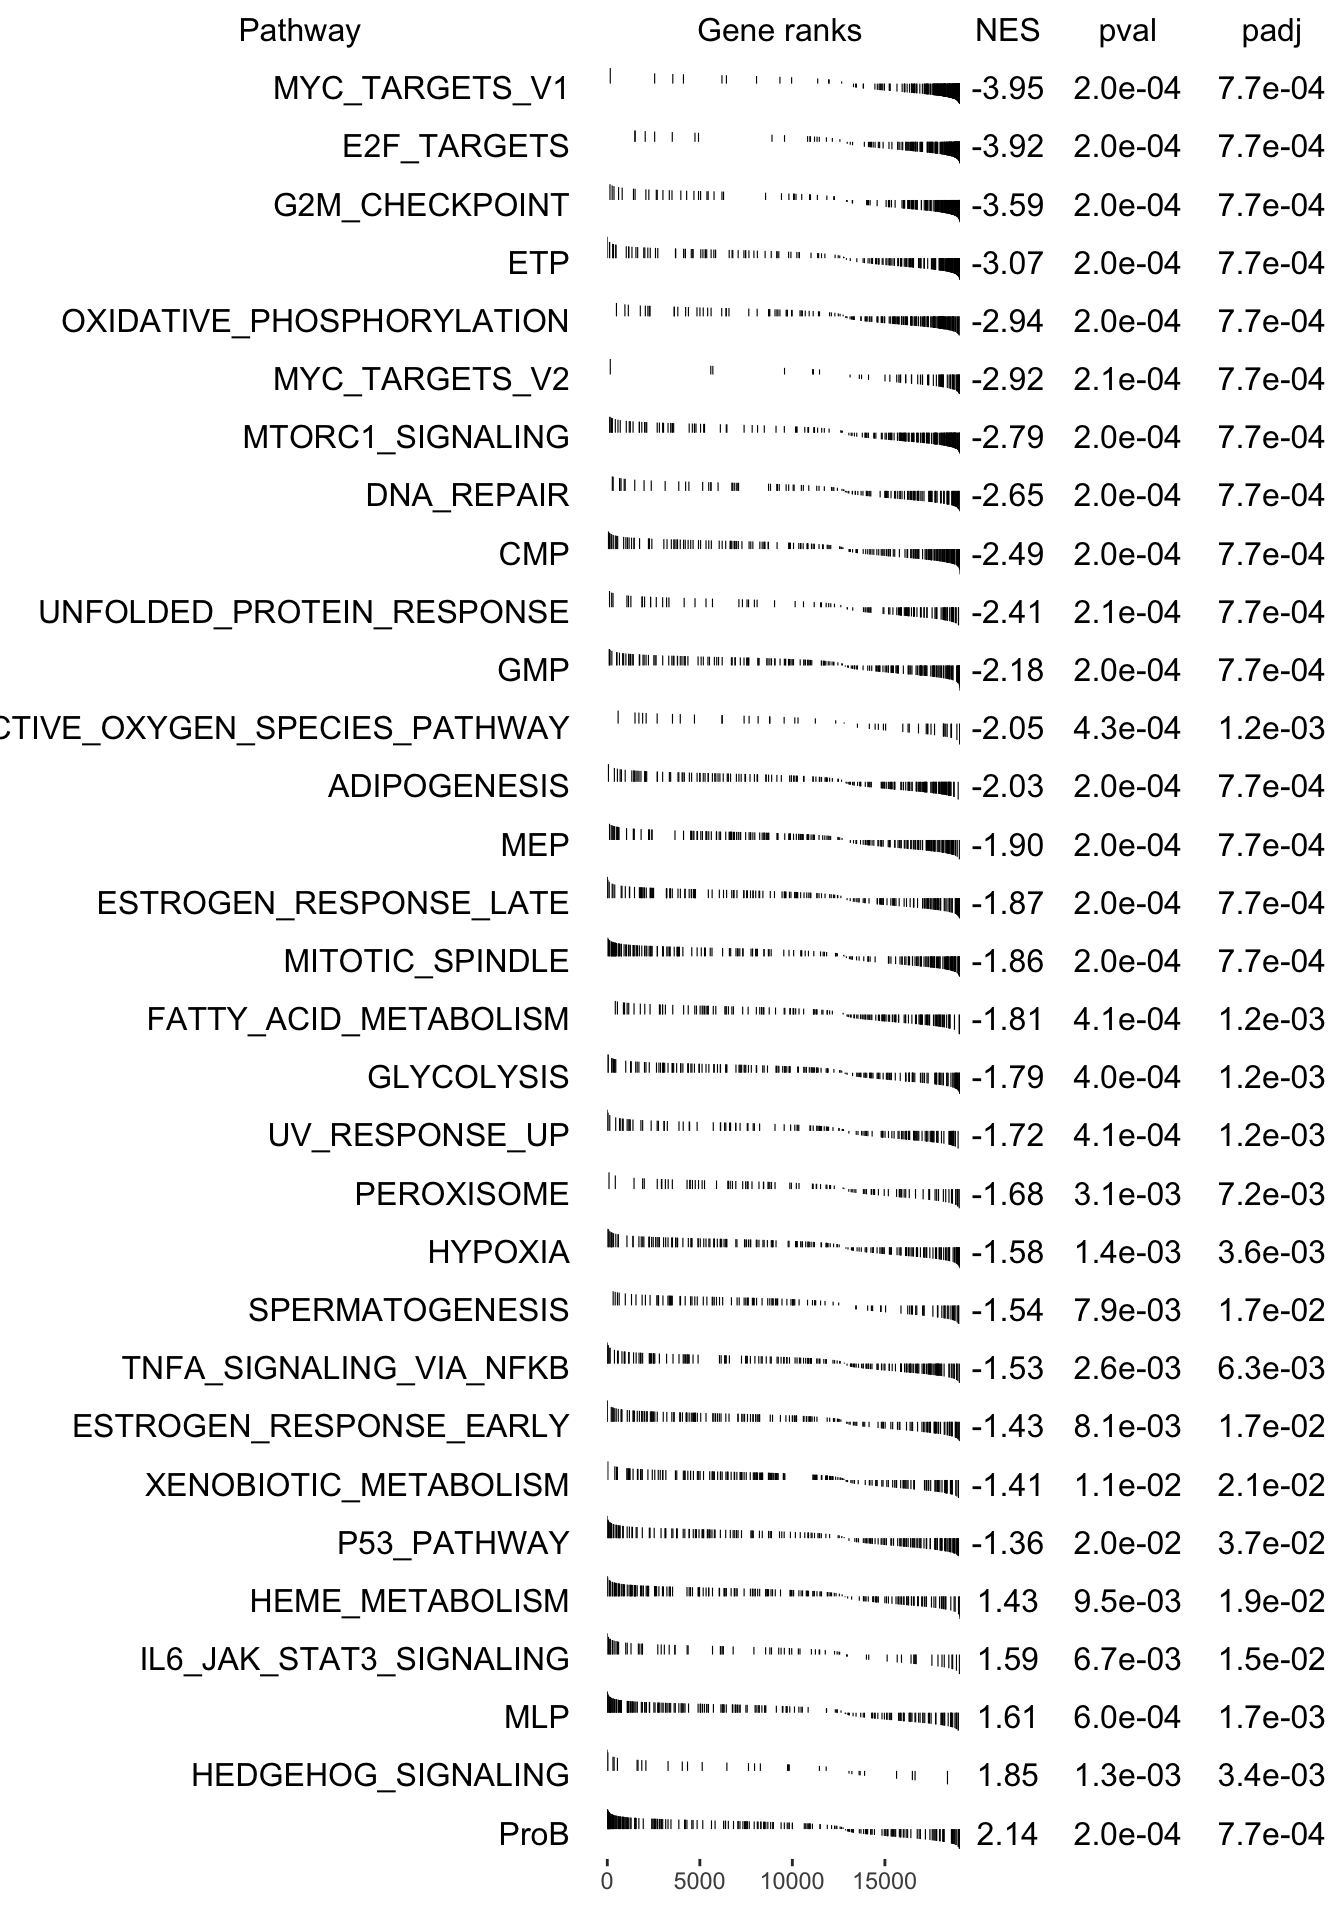 Pathway Gene ranks NES pval padj
MYC_TARGETS_V1 -3.95 2.0e-04 7.7e-04
E2F_TARGETS -3.92 2.0e-04 7.7e-04
G2M_CHECKPOINT -3.59 2.0e-04 7.7e-04
ETP -3.07 2.0e-04 7.7e-04
OXIDATIVE_PHOSPHORYLATION -2.94 2.0e-04 7.7e-04
MYC_TARGETS_V2 -2.92 2.1e-04 7.7e-04
MTORC1_SIGNALING -2.79 2.0e-04 7.7e-04
DNA_REPAIR -2.65 2.0e-04 7.7e-04
CMP -2.49 2.0e-04 7.7e-04
UNFOLDED_PROTEIN_RESPONSE -2.41 2.1e-04 7.7e-04
GMP -2.18 2.0e-04 7.7e-04
CTIVE_OXYGEN_SPECIES_PATHWAY -2.05 4.3e-04 1.2e-03
ADIPOGENESIS -2.03 2.0e-04 7.7e-04
MEP -1.90 2.0e-04 7.7e-04
ESTROGEN_RESPONSE_LATE -1.87 2.0e-04 7.7e-04
MITOTIC_SPINDLE -1.86 2.0e-04 7.7e-04
FATTY_ACID_METABOLISM -1.81 4.1e-04 1.2e-03
GLYCOLYSIS -1.79 4.0e-04 1.2e-03
UV_RESPONSE_UP -1.72 4.1e-04 1.2e-03
PEROXISOME -1.68 3.1e-03 7.2e-03
HYPOXIA -1.58 1.4e-03 3.6e-03
SPERMATOGENESIS -1.54 7.9e-03 1.7e-02
TNFA_SIGNALING_VIA_NFKB -1.53 2.6e-03 6.3e-03
ESTROGEN_RESPONSE_EARLY -1.43 8.1e-03 1.7e-02
XENOBIOTIC_METABOLISM -1.41 1.1e-02 2.1e-02
P53_PATHWAY -1.36 2.0e-02 3.7e-02
HEME_METABOLISM 1.43 9.5e-03 1.9e-02
IL6_JAK_STAT3_SIGNALING 1.59 6.7e-03 1.5e-02
MLP 1.61 6.0e-04 1.7e-03
HEDGEHOG_SIGNALING 1.85 1.3e-03 3.4e-03
ProB 2.14 2.0e-04 7.7e-04
0 5000 10000 15000